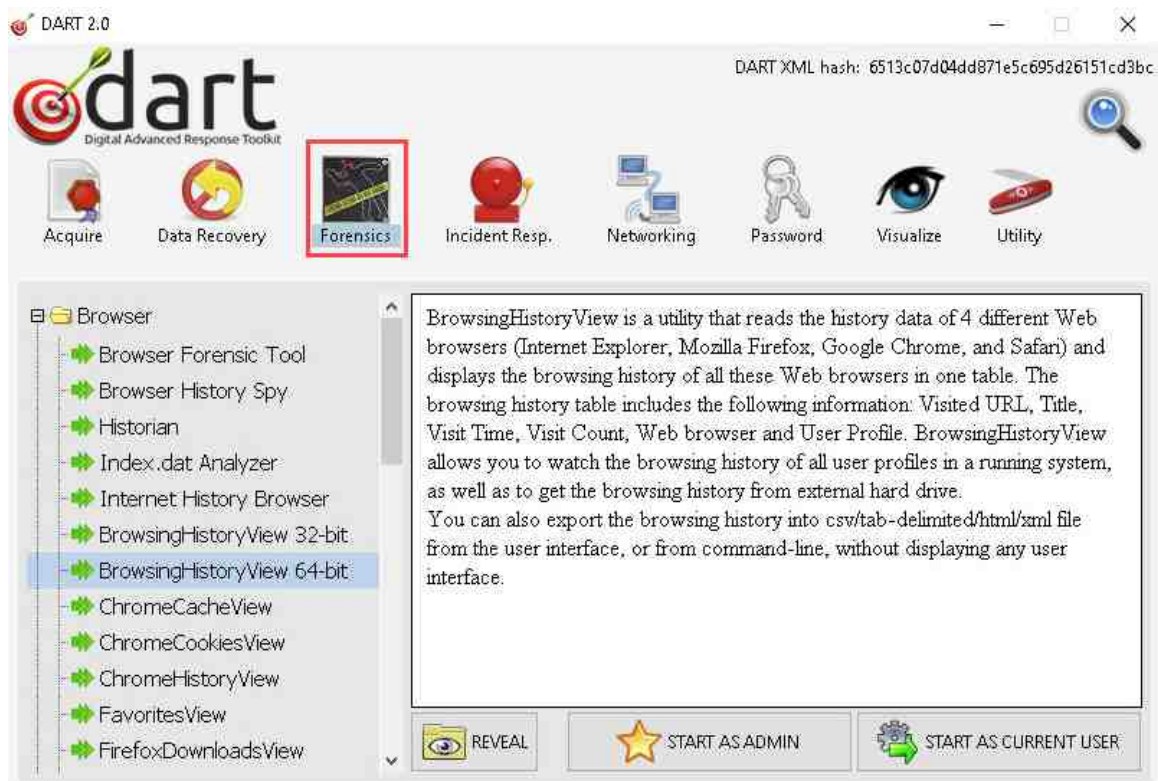 DART 2.0
DART XML hash: 6513c07d04dd871e5c695d26151cd3bc
dart
Digital Advanced Response Toolkit
Acquire
Data Recovery
Forensics
Incident Resp.
Networking
Password
Visualize
Utility
Browser
Browser Forensic Tool
Browser History Spy
Historian
Index.dat Analyzer
Internet History Browser
BrowsingHistoryView 32-bit
BrowsingHistoryView 64-bit
ChromeCacheView
ChromeCookiesView
ChromeHistoryView
FavoritesView
FirefoxDownloadsView
BrowsingHistoryView is a utility that reads the history data of 4 different Web
browsers (Internet Explorer, Mozilla Firefox, Google Chrome, and Safari) and
displays the browsing history of all these Web browsers in one table. The
browsing history table includes the following information: Visited URL, Title,
Visit Time, Visit Count, Web browser and User Profile. BrowsingHistoryView
allows you to watch the browsing history of all user profiles in a running system,
as well as to get the browsing history from external hard drive.
You can also export the browsing history into csv/tab-delimited/html/xml file
from the user interface, or from command-line, without displaying any user
interface.
REVEAL
START AS ADMIN
START AS CURRENT USER